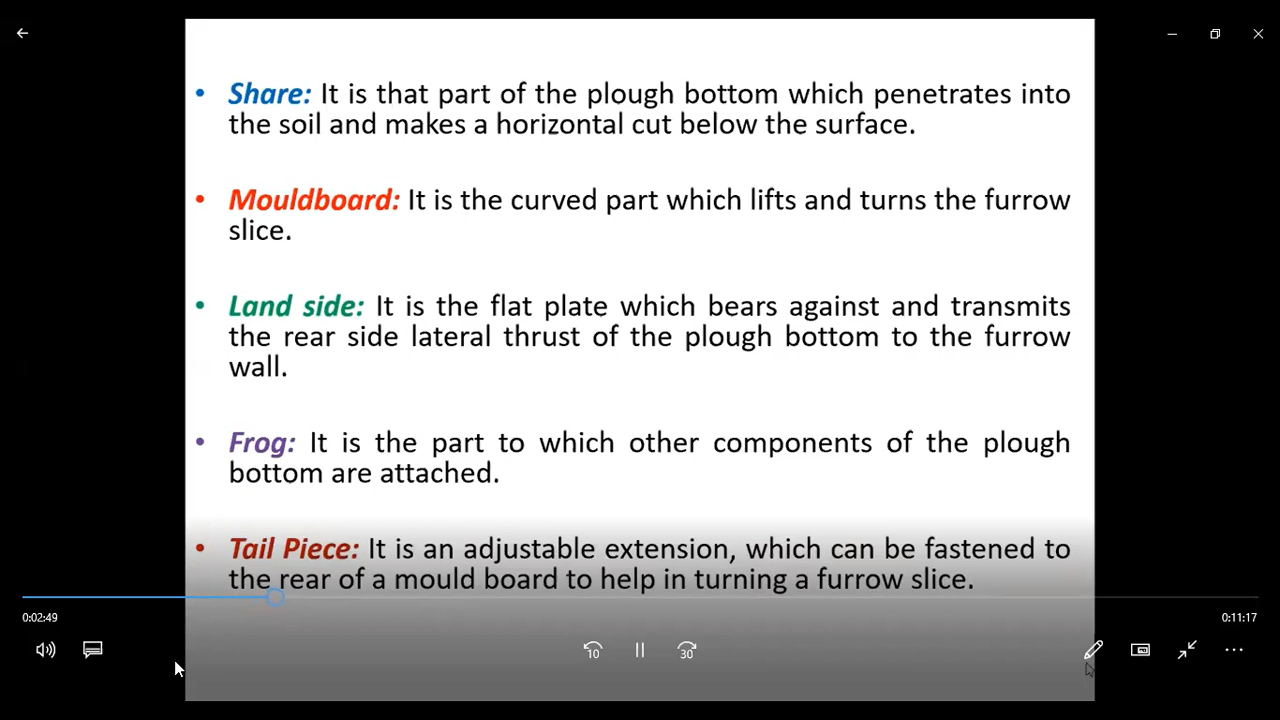 • Share: It is that part of the plough bottom which penetrates into
the soil and makes a horizontal cut below the surface.
• Mouldboard: It is the curved part which lifts and turns the furrow
slice.
• Land side: It is the flat plate which bears against and transmits
the rear side lateral thrust of the plough bottom to the furrow
wall.
• Frog: It is the part to which other components of the plough
bottom are attached.
• Tail Piece: It is an adjustable extension, which can be fastened to
the rear of a mould board to help in turning a furrow slice.
0:02:49
0:11:17
10
30